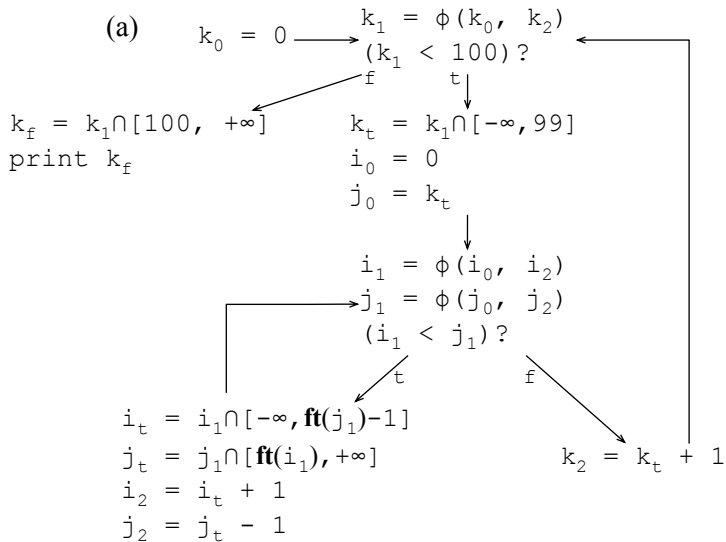 (a)
k₀ = 0
k₁ = ϕ(k₀, k₂)
(k₁ < 100)?
f
t
k_f = k₁∩[100, +∞]
print k_f
k_t = k₁∩[-∞,99]
i₀ = 0
j₀ = k_t
i₁ = ϕ(i₀, i₂)
j₁ = ϕ(j₀, j₂)
(i₁ < j₁)?
t
f
i_t = i₁∩[-∞,ft(j₁)-1]
j_t = j₁∩[ft(i₁),+∞]
i₂ = i_t + 1
j₂ = j_t - 1
k₂ = k_t + 1